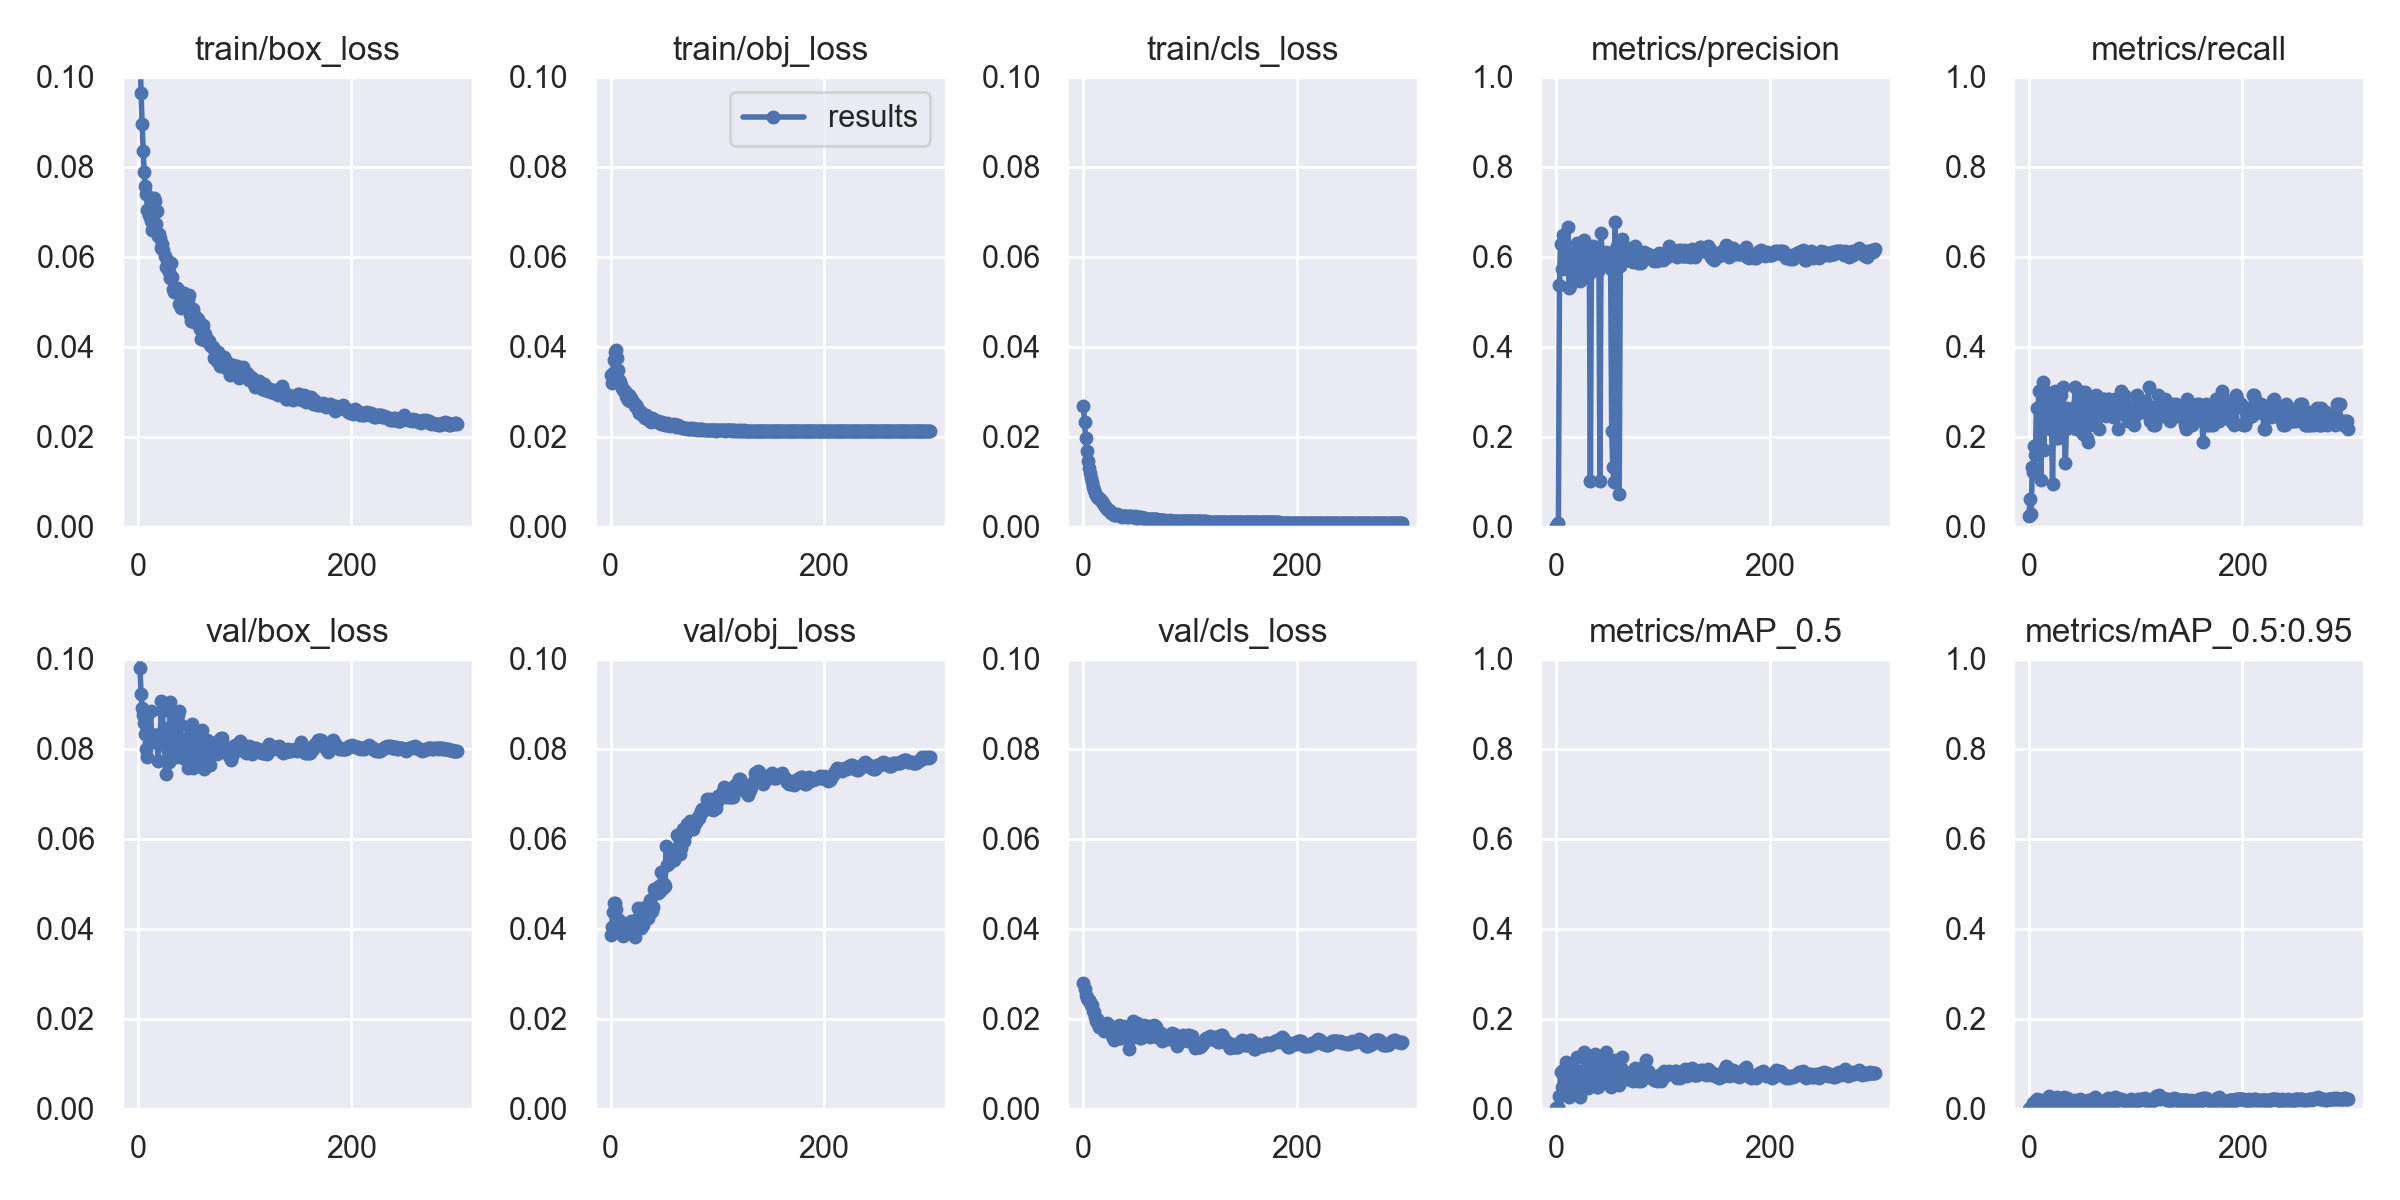 train/box_loss train/obj_loss train/cls_loss metrics/precision metrics/recall
0.10 0.10 0.10 1.0 1.0
results
0.08 0.08 0.08 0.8 0.8
0.06 0.06 0.06 0.6 0.6
0.04 0.04 0.04 0.4 0.4
0.02 0.02 0.02 0.2 0.2
0.00 0.00 0.00 0.0 0.0
0 200 0 200 0 200 0 200 0 200
val/box_loss val/obj_loss val/cls_loss metrics/mAP_0.5 metrics/mAP_0.5:0.95
0.10 0.10 0.10 1.0 1.0
0.08 0.08 0.08 0.8 0.8
0.06 0.06 0.06 0.6 0.6
0.04 0.04 0.04 0.4 0.4
0.02 0.02 0.02 0.2 0.2
0.00 0.00 0.00 0.0 0.0
0 200 0 200 0 200 0 200 0 200